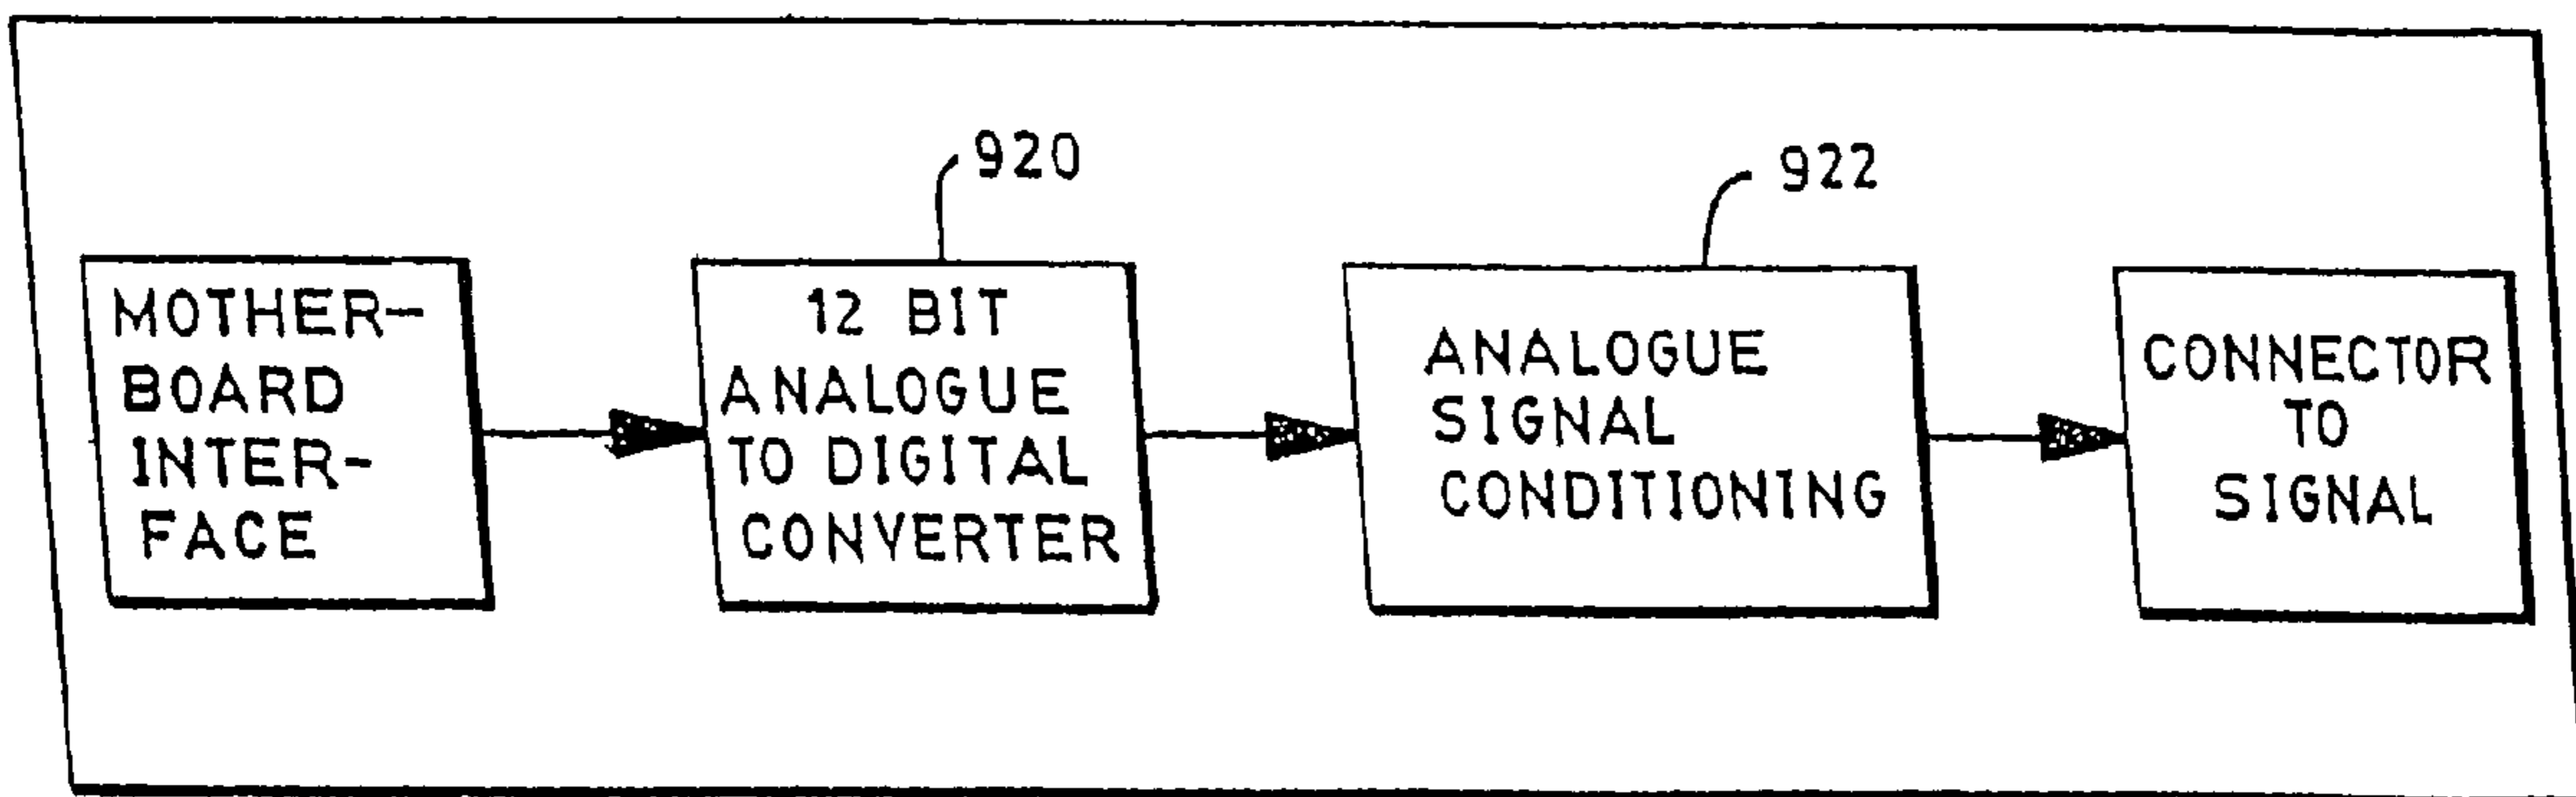 920
922
MOTHER-
BOARD
INTER-
FACE
12 BIT
ANALOGUE
TO DIGITAL
CONVERTER
ANALOGUE
SIGNAL
CONDITIONING
CONNECTOR
TO
SIGNAL